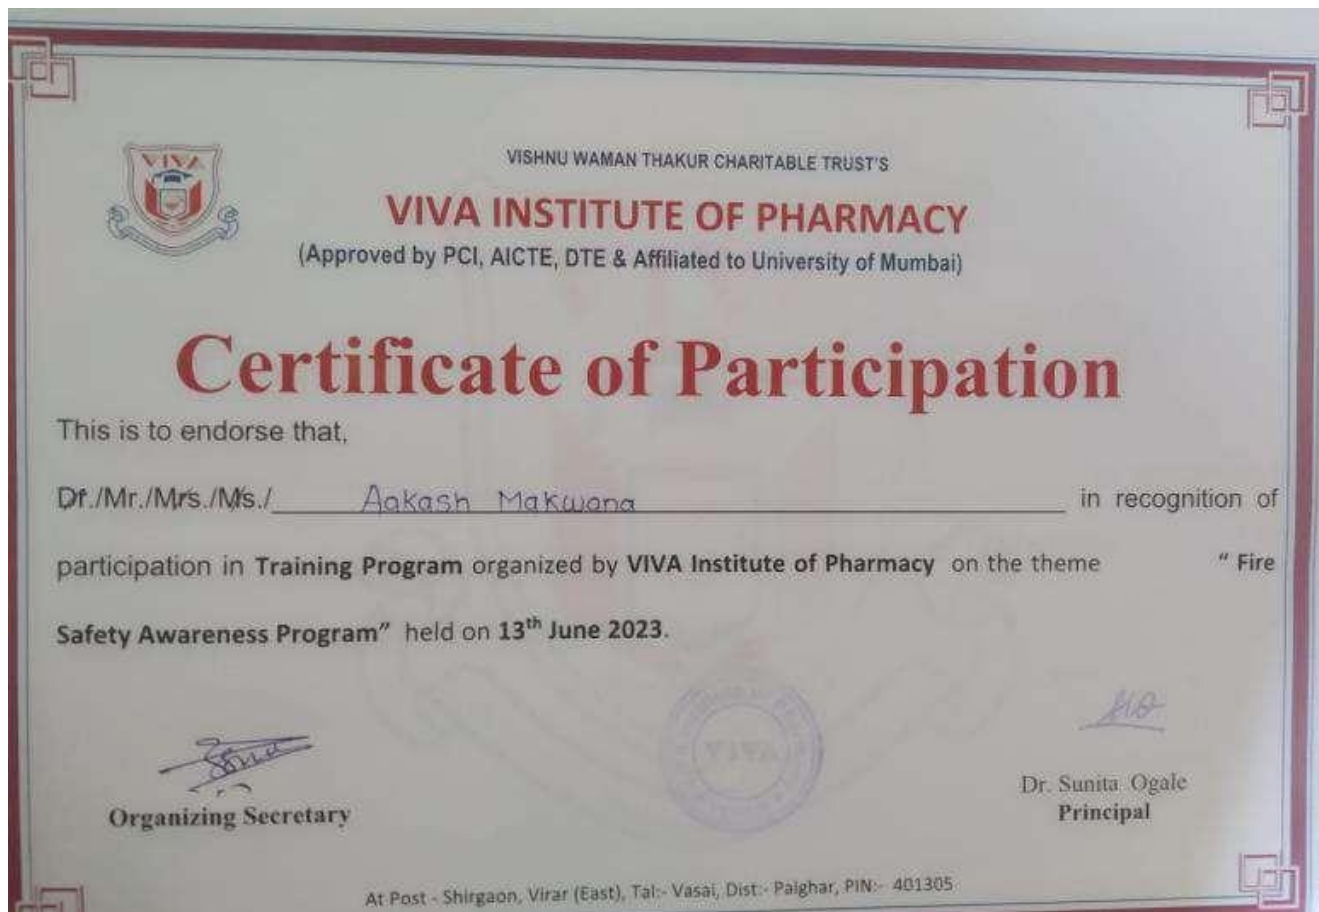 VIVA
VISHNU WAMAN THAKUR CHARITABLE TRUST'S
VIVA INSTITUTE OF PHARMACY
(Approved by PCI, AICTE, DTE & Affiliated to University of Mumbai)
Certificate of Participation
This is to endorse that,
Dr./Mr./Mrs./Ms./ Aakash Makwana in recognition of
participation in Training Program organized by VIVA Institute of Pharmacy on the theme " Fire
Safety Awareness Program" held on 13th June 2023.
VIVA
Dr. Sunita Ogale
Organizing Secretary Principal
At Post - Shirgaon, Virar (East), Tal:- Vasai, Dist:- Palghar, PIN:- 401305